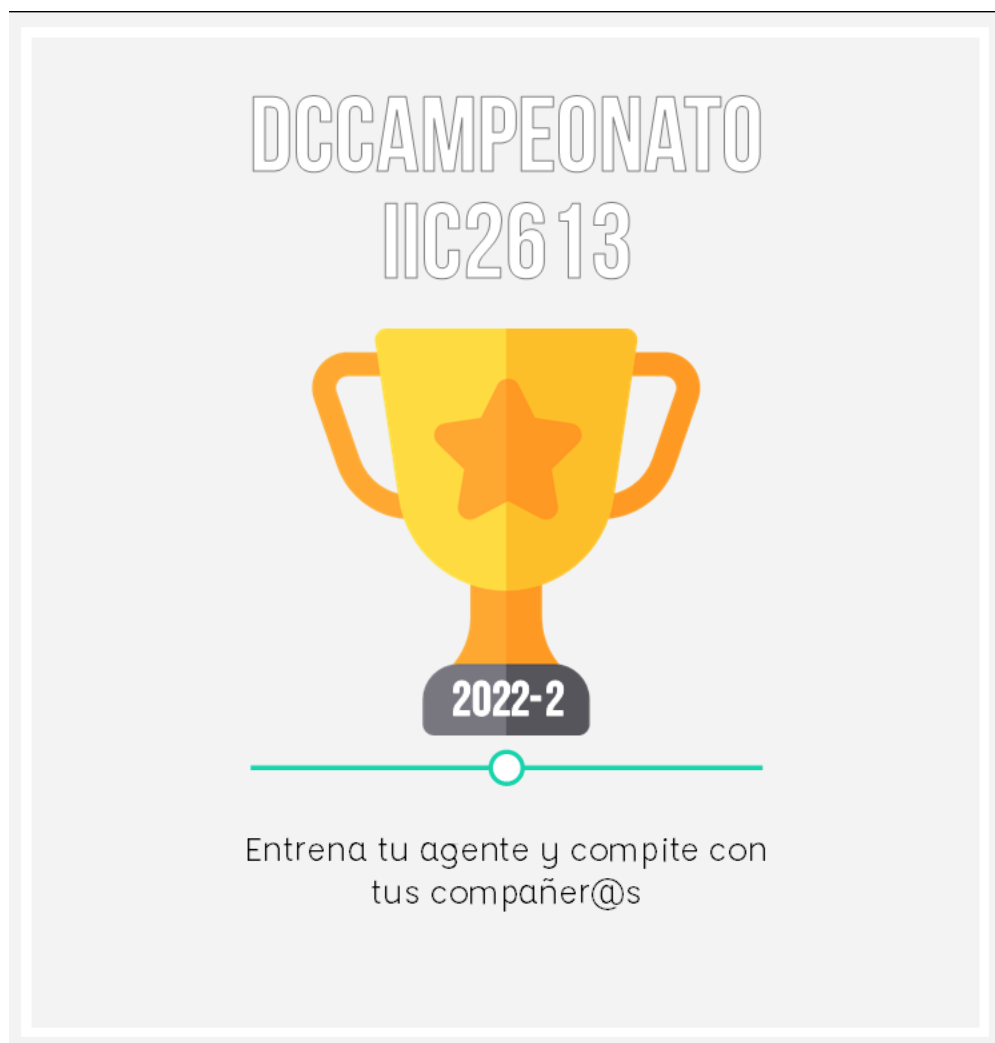 DCCAMPEONATO
IIC2613
2022-2
Entrena tu agente y compite con
tus compañer@s